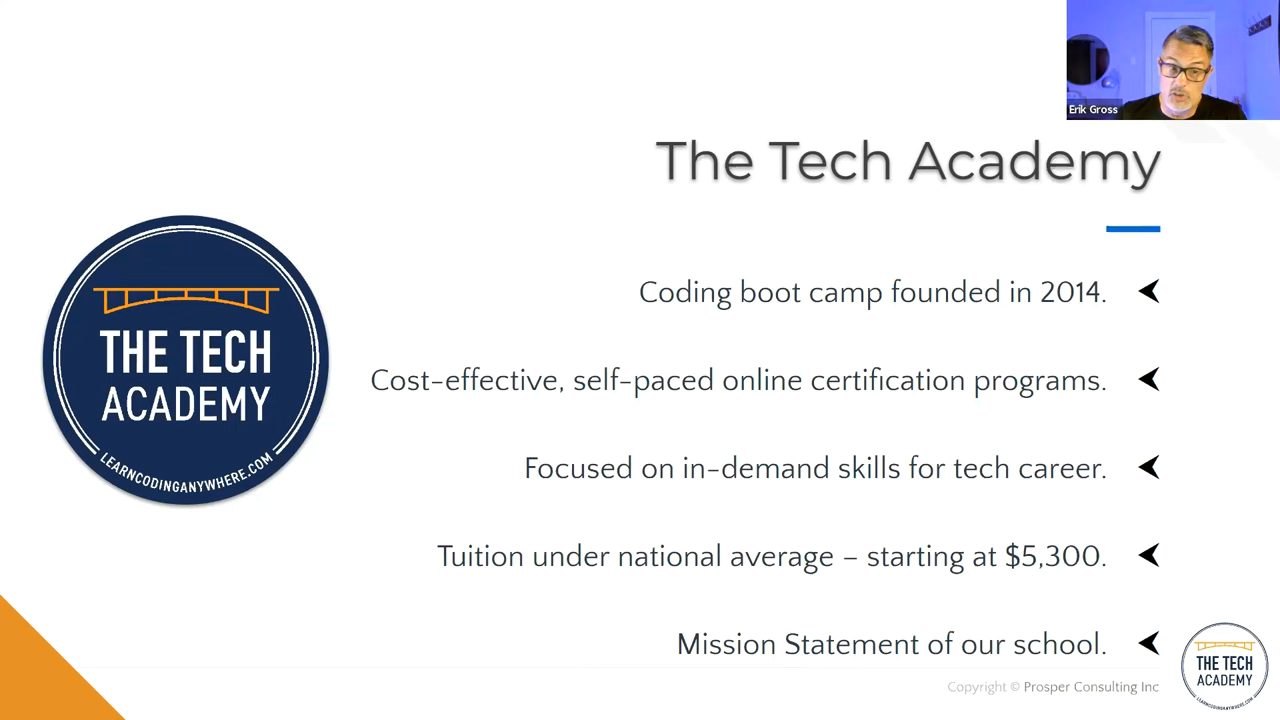 Erik Gross
The Tech Academy
THE TECH
ACADEMY
LEARNCODINGANYWHERE.COM
Coding boot camp founded in 2014.
Cost-effective, self-paced online certification programs.
Focused on in-demand skills for tech career.
Tuition under national average – starting at $5,300.
Mission Statement of our school.
Copyright © Prosper Consulting Inc
THE TECH
ACADEMY
LEARNCODINGANYWHERE.COM